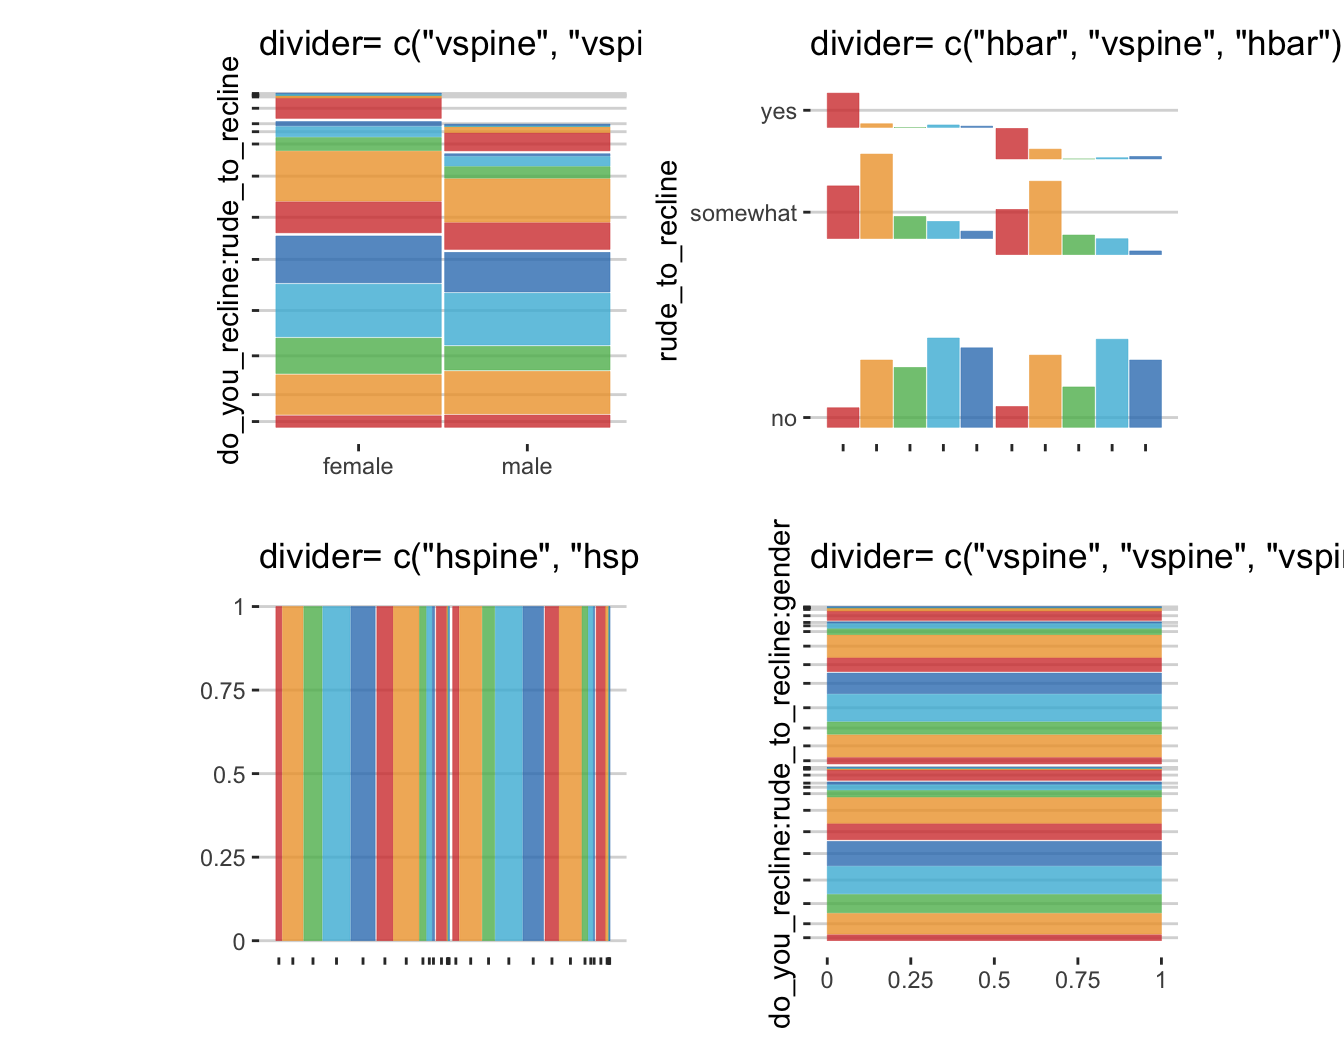 divider= c("vspine", "vspi
do_you_recline:rude_to_recline
female
male
divider= c("hbar", "vspine", "hbar")
rude_to_recline
yes
somewhat
no
divider= c("hspine", "hsp
1
0.75
0.5
0.25
0
divider= c("vspine", "vspine", "vspi
do_you_recline:rude_to_recline:gender
0
0.25
0.5
0.75
1